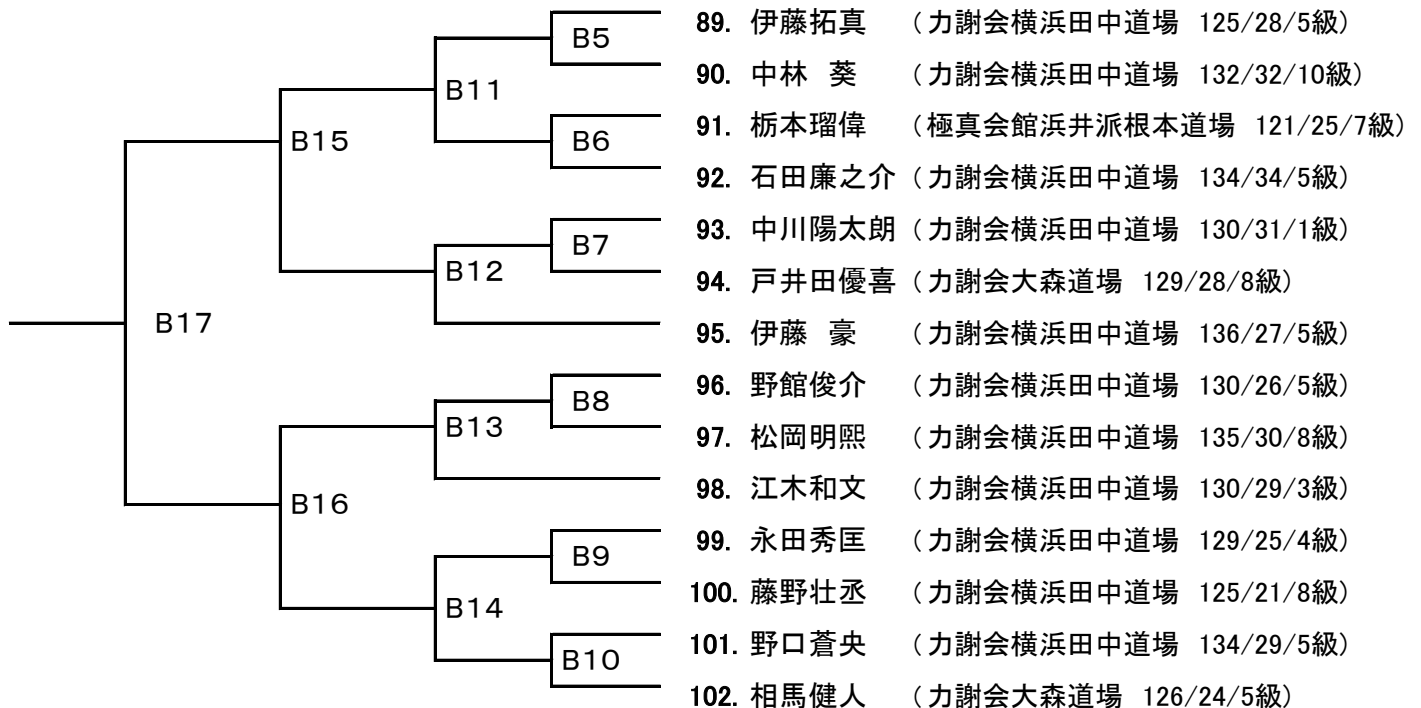 B5
89. 伊藤拓真 (力謝会横浜田中道場 125/28/5級)
90. 中林 葵 (力謝会横浜田中道場 132/32/10級)
B11
91. 栃本瑠偉 (極真会館浜井派根本道場 121/25/7級)
B15
B6
92. 石田廉之介 (力謝会横浜田中道場 134/34/5級)
93. 中川陽太朗 (力謝会横浜田中道場 130/31/1級)
B7
B12
94. 戸井田優喜 (力謝会大森道場 129/28/8級)
B17
95. 伊藤 豪 (力謝会横浜田中道場 136/27/5級)
96. 野館俊介 (力謝会横浜田中道場 130/26/5級)
B8
B13
97. 松岡明熙 (力謝会横浜田中道場 135/30/8級)
98. 江木和文 (力謝会横浜田中道場 130/29/3級)
B16
99. 永田秀匡 (力謝会横浜田中道場 129/25/4級)
B9
100. 藤野壮丞 (力謝会横浜田中道場 125/21/8級)
B14
101. 野口蒼央 (力謝会横浜田中道場 134/29/5級)
B10
102. 相馬健人 (力謝会大森道場 126/24/5級)